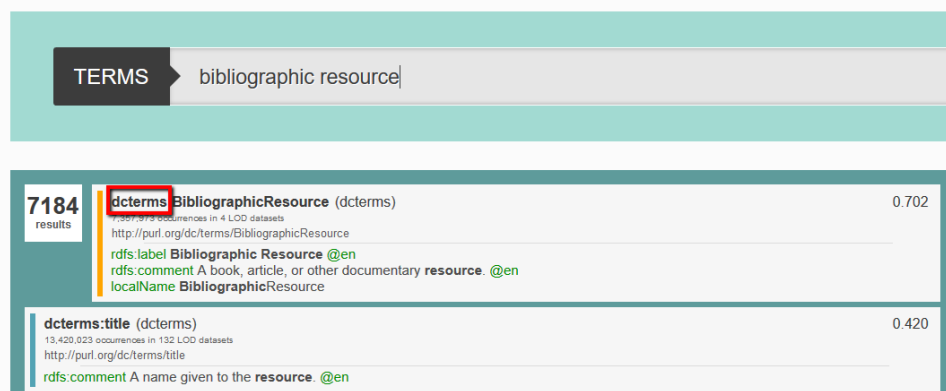 TERMS bibliographic resource
7184
results
dcterms:BibliographicResource (dcterms)
0.702
7,357,973 occurrences in 4 LOD datasets
http://purl.org/dc/terms/BibliographicResource
rdfs:label Bibliographic Resource @en
rdfs:comment A book, article, or other documentary resource. @en
localName BibliographicResource
dcterms:title (dcterms)
0.420
13,420,023 occurrences in 132 LOD datasets
http://purl.org/dc/terms/title
rdfs:comment A name given to the resource. @en